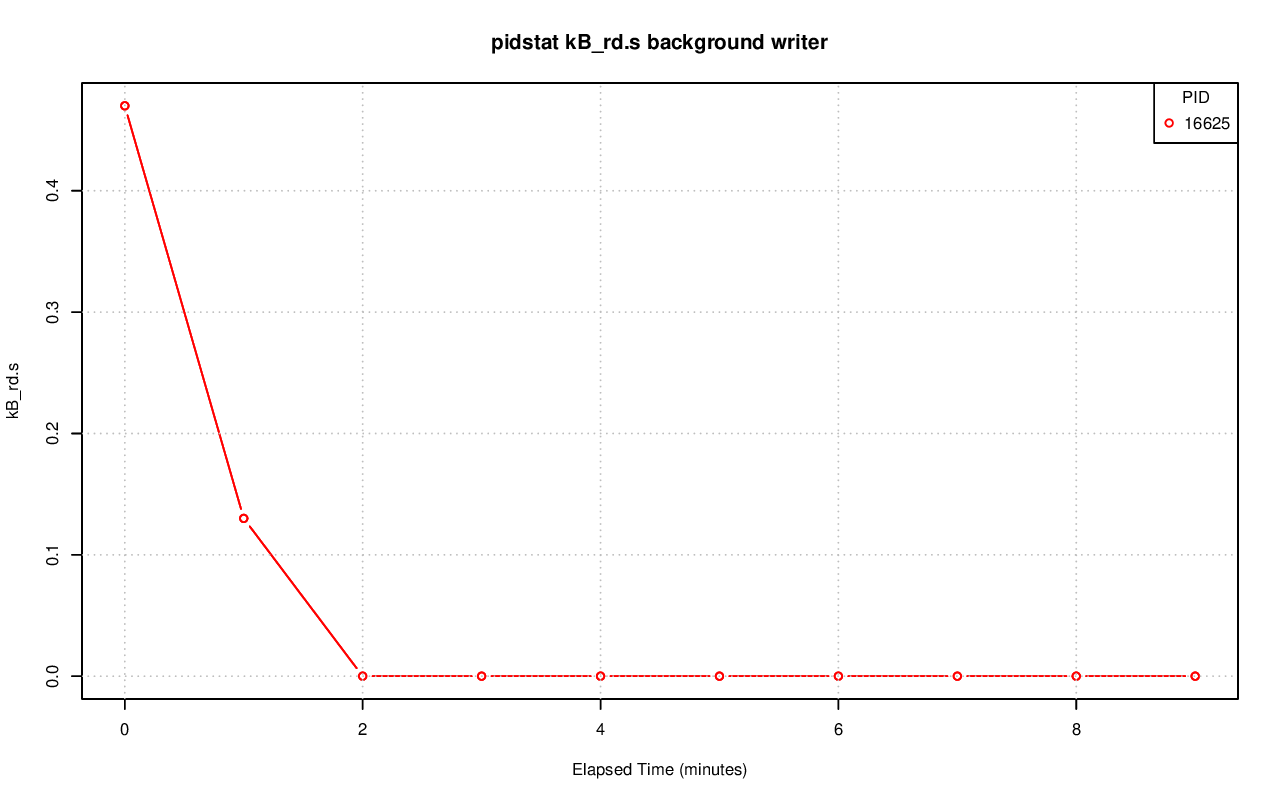 pidstat kB_rd.s background writer
PID
16625
kB_rd.s
0.4
0.3
0.2
0.1
0.0
0 2 4 6 8
Elapsed Time (minutes)